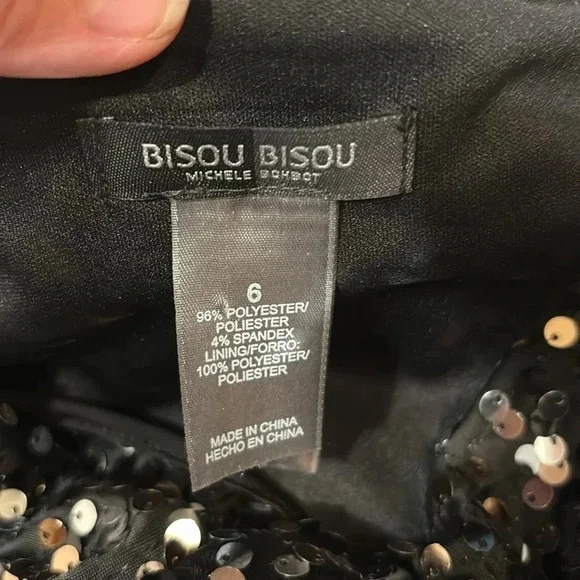 BISOU BISOU
MICHELE BOHBOT
6
96% POLYESTER/
POLIESTER
4% SPANDEX
LINING/FORRO:
100% POLYESTER/
POLIESTER
MADE IN CHINA
HECHO EN CHINA